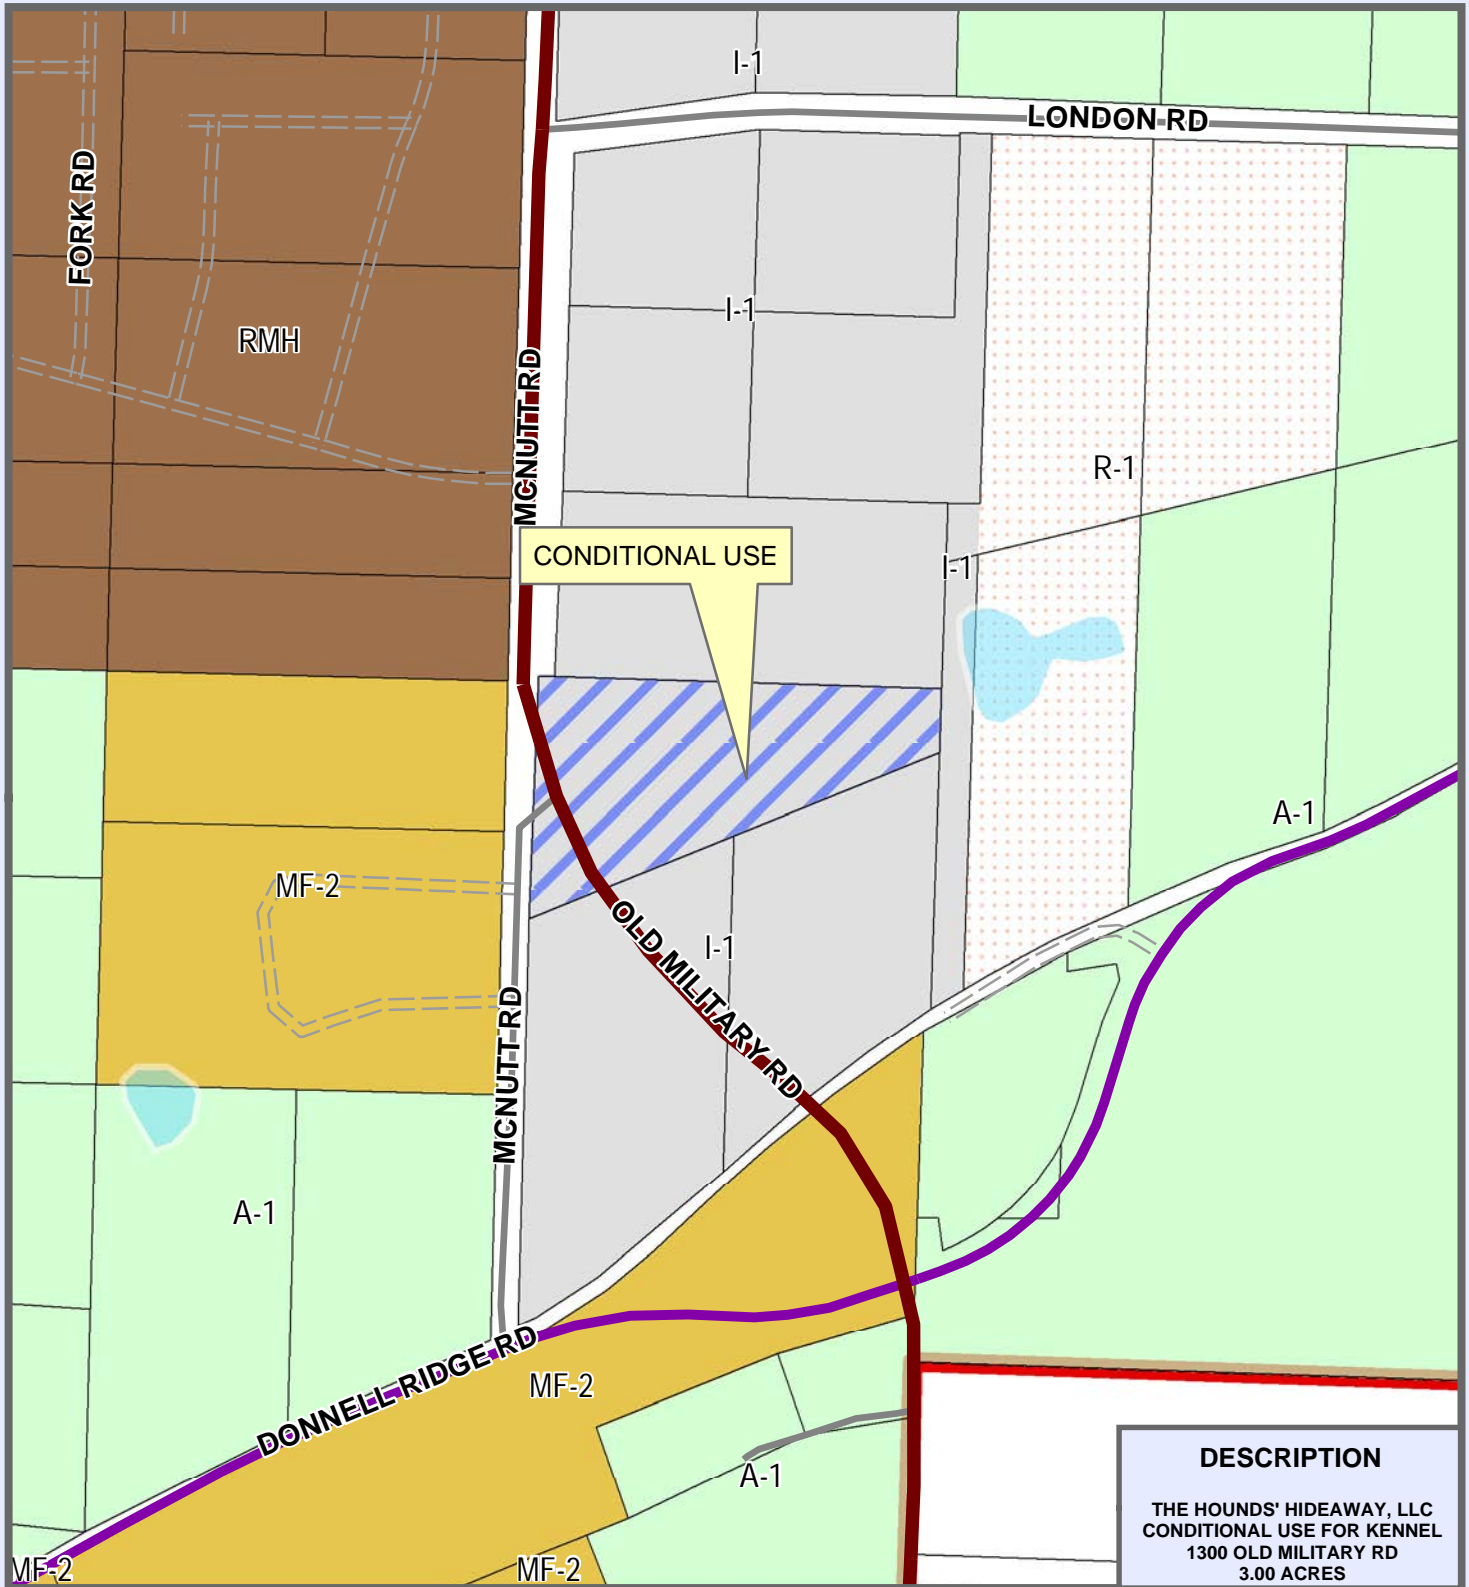 I-1
LONDON RD
FORK RD
I-1
RMH
MCNUTT RD
R-1
CONDITIONAL USE
I-1
A-1
MF-2
OLD MILITARY RD
I-1
MCNUTT RD
A-1
DONNELL RIDGE RD
MF-2
A-1
MF-2
MF-2
DESCRIPTION
THE HOUNDS' HIDEAWAY, LLC
CONDITIONAL USE FOR KENNEL
1300 OLD MILITARY RD
3.00 ACRES